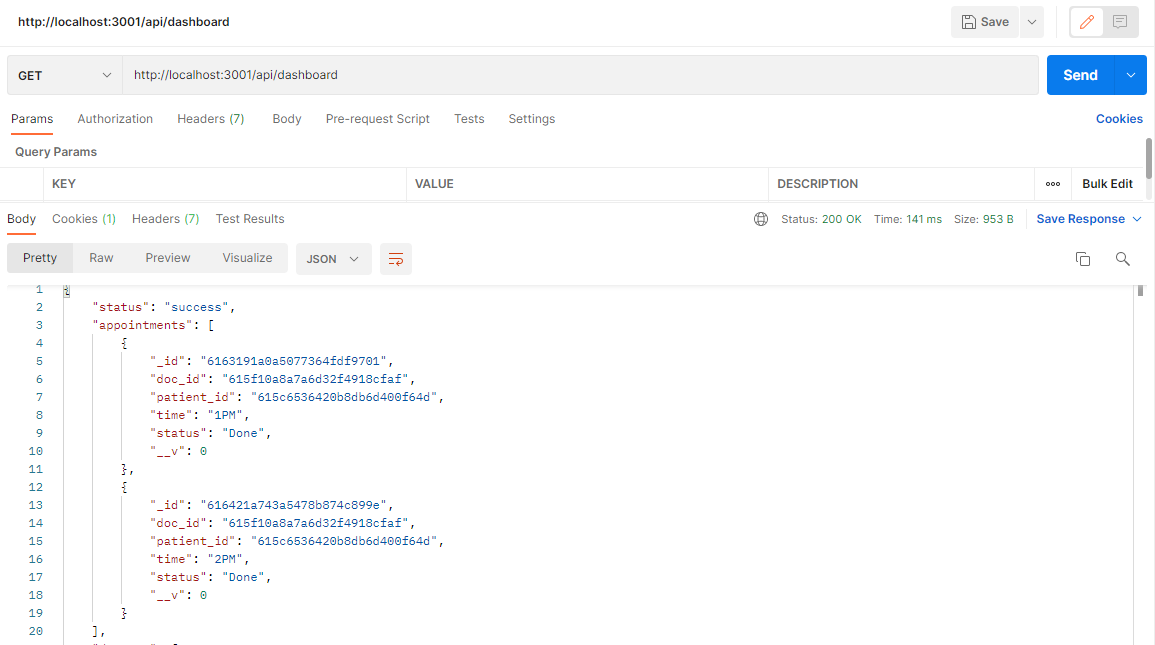 http://localhost:3001/api/dashboard
Save
GET
http://localhost:3001/api/dashboard
Send
Params Authorization Headers (7) Body Pre-request Script Tests Settings Cookies
Query Params
KEY VALUE DESCRIPTION ooo Bulk Edit
Body Cookies (1) Headers (7) Test Results Status: 200 OK Time: 141 ms Size: 953 B Save Response
Pretty Raw Preview Visualize JSON
1 {
2 "status": "success",
3 "appointments": [
4 {
5 "_id": "6163191a0a5077364fdf9701",
6 "doc_id": "615f10a8a7a6d32f4918cfaf",
7 "patient_id": "615c6536420b8db6d400f64d",
8 "time": "1PM",
9 "status": "Done",
10 "__v": 0
11 },
12 {
13 "_id": "616421a743a5478b874c899e",
14 "doc_id": "615f10a8a7a6d32f4918cfaf",
15 "patient_id": "615c6536420b8db6d400f64d",
16 "time": "2PM",
17 "status": "Done",
18 "__v": 0
19 }
20 ],